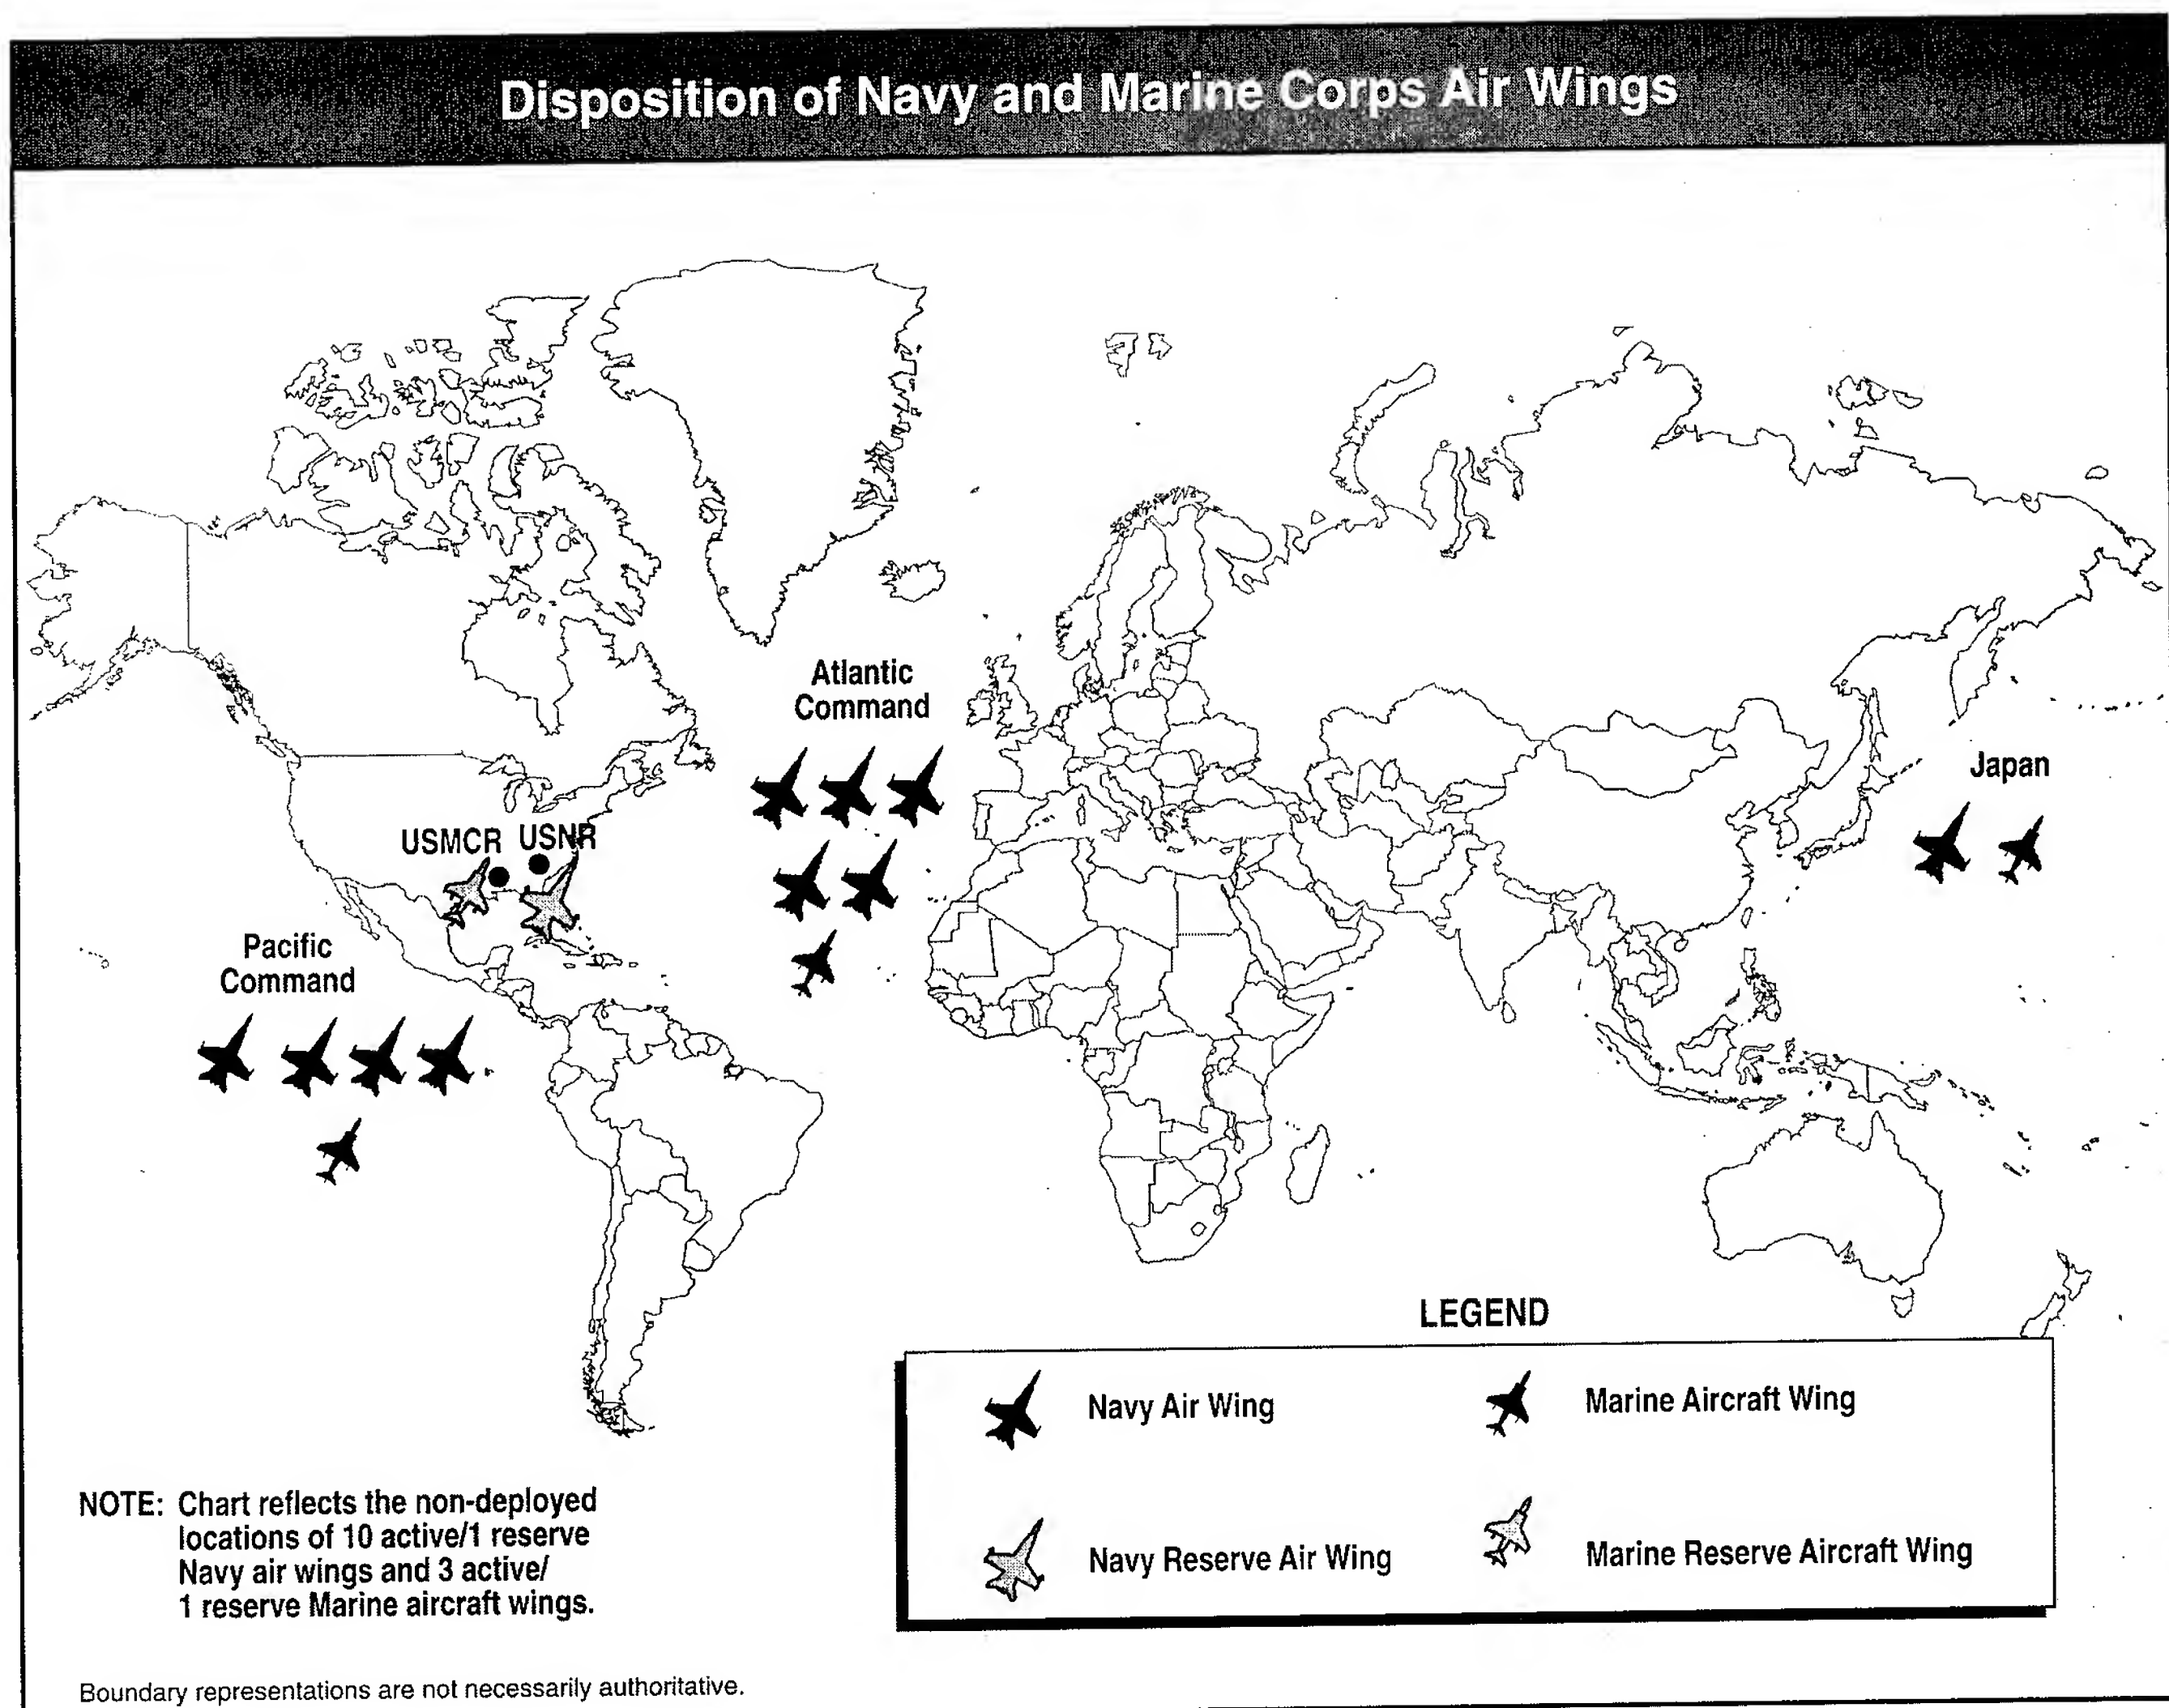 Disposition of Navy and Marine Corps Air Wings
Atlantic
Command
Japan
USMCR USNR
Pacific
Command
LEGEND
Navy Air Wing
Marine Aircraft Wing
Navy Reserve Air Wing
Marine Reserve Aircraft Wing
NOTE: Chart reflects the non-deployed
locations of 10 active/1 reserve
Navy air wings and 3 active/
1 reserve Marine aircraft wings.
Boundary representations are not necessarily authoritative.